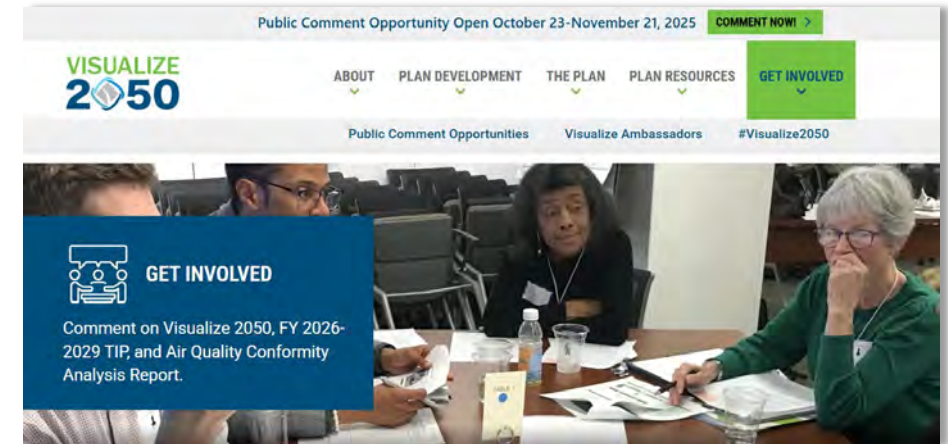 Public Comment Opportunity Open October 23-November 21, 2025 COMMENT NOW! >
VISUALIZE
2050
ABOUT PLAN DEVELOPMENT THE PLAN PLAN RESOURCES GET INVOLVED
Public Comment Opportunities Visualize Ambassadors #Visualize2050
GET INVOLVED
Comment on Visualize 2050, FY 2026-
2029 TIP, and Air Quality Conformity
Analysis Report.